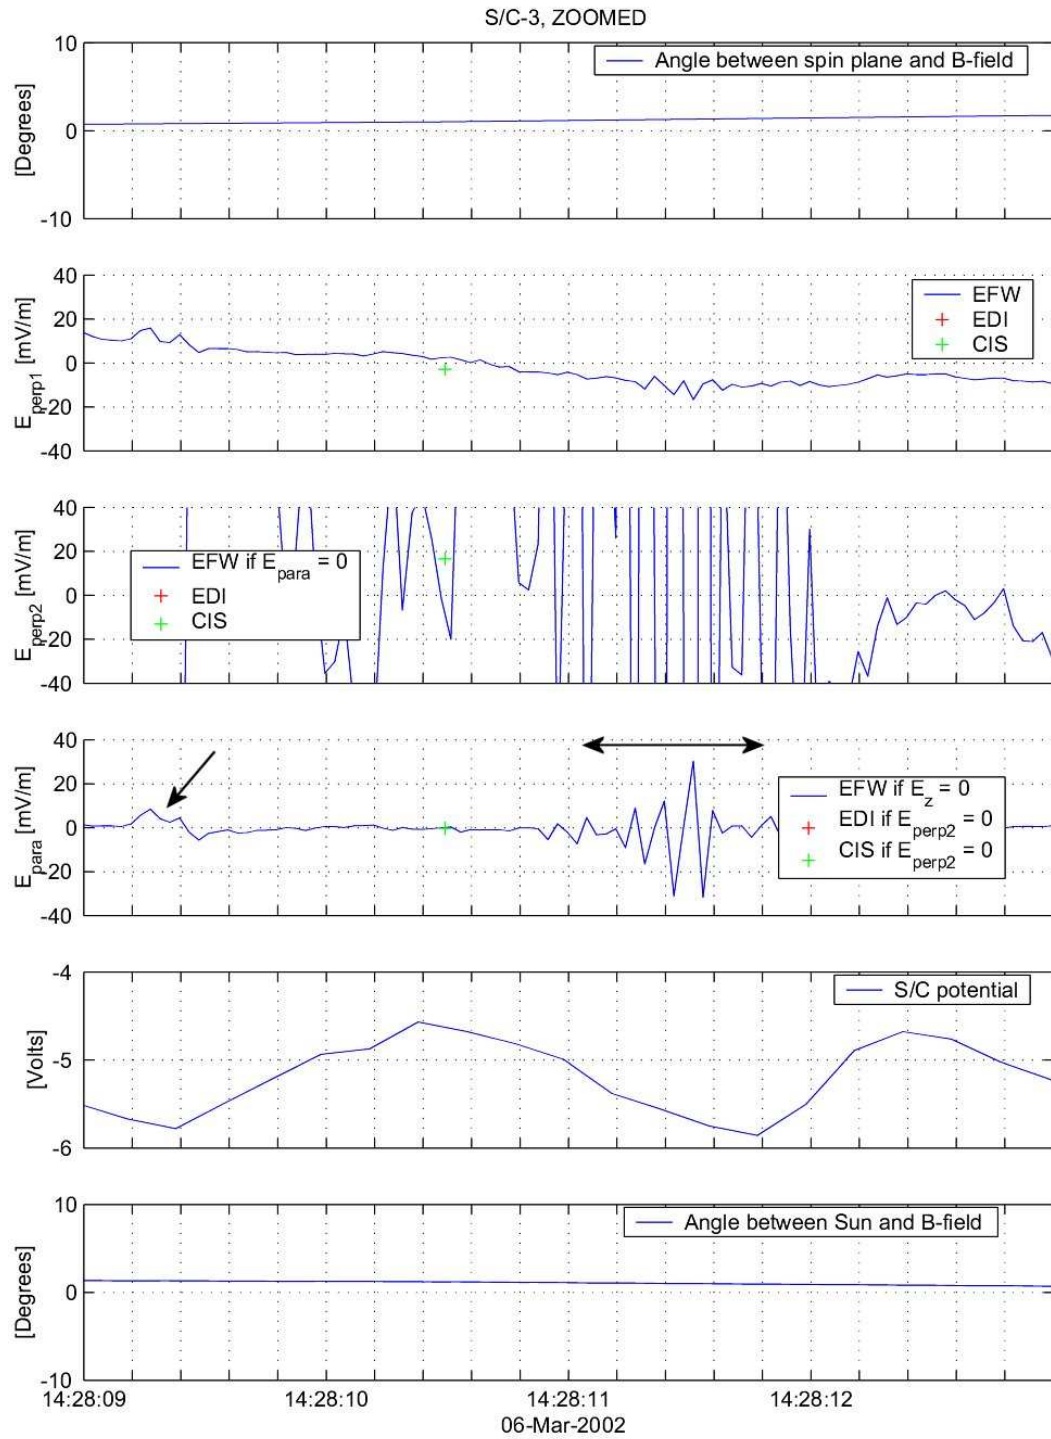 S/C-3, ZOOMED
10
0
-10
[Degrees]
Angle between spin plane and B-field
40
20
0
-20
-40
E_perp1 [mV/m]
EFW
EDI
CIS
40
20
0
-20
-40
E_perp2 [mV/m]
EFW if E_para = 0
EDI
CIS
40
20
0
-20
-40
E_para [mV/m]
EFW if E_z = 0
EDI if E_perp2 = 0
CIS if E_perp2 = 0
-4
-5
-6
[Volts]
S/C potential
10
0
-10
[Degrees]
Angle between Sun and B-field
14:28:09
14:28:10
14:28:11
14:28:12
06-Mar-2002